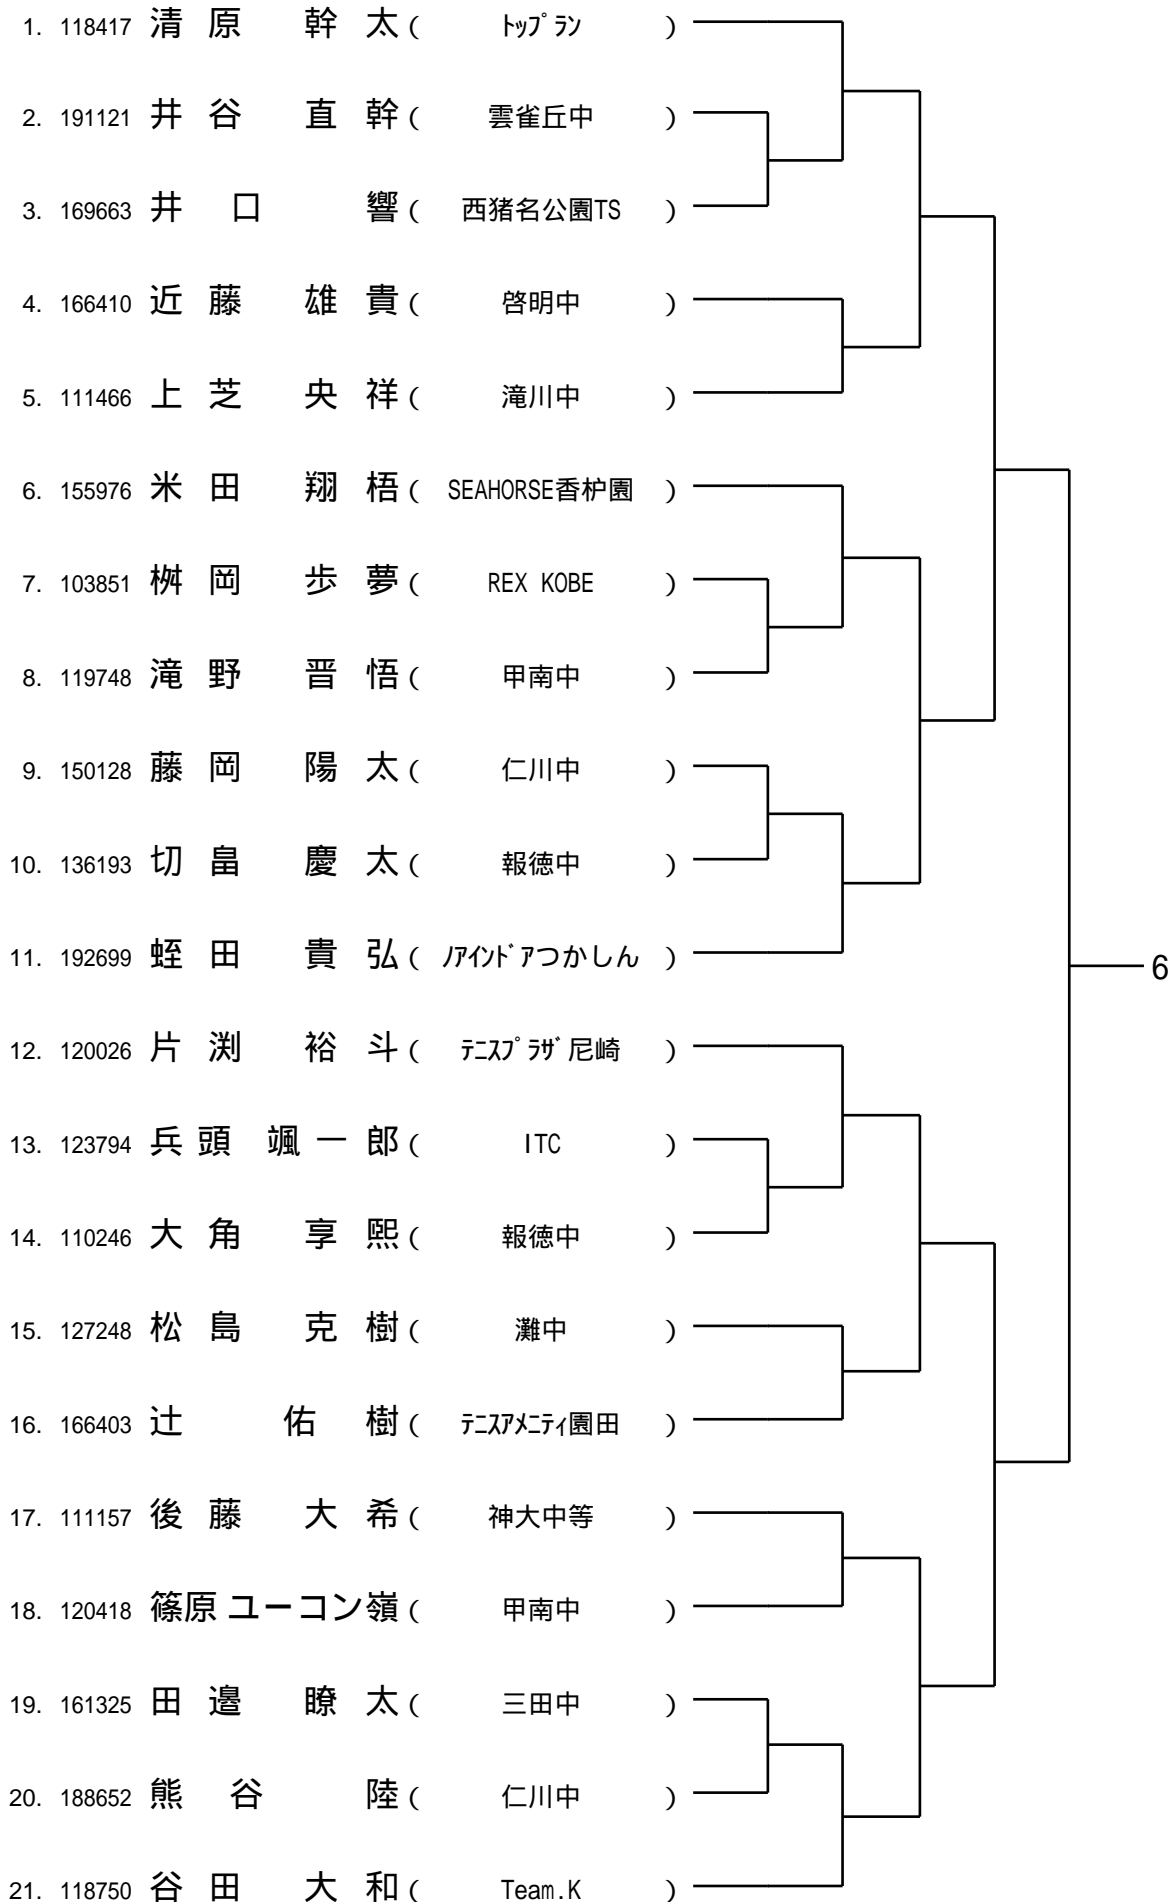 1. 118417 清原 幹太 ( トップラン )
2. 191121 井谷 直幹 ( 雲雀丘中 )
3. 169663 井口 響 ( 西猪名公園TS )
4. 166410 近藤 雄貴 ( 啓明中 )
5. 111466 上芝 央祥 ( 滝川中 )
6. 155976 米田 翔梧 ( SEAHORSE香枦園 )
7. 103851 桝岡 歩夢 ( REX KOBE )
8. 119748 滝野 晋悟 ( 甲南中 )
9. 150128 藤岡 陽太 ( 仁川中 )
10. 136193 切畠 慶太 ( 報徳中 )
11. 192699 蛭田 貴弘 ( ノアインドアつかしん )
6
12. 120026 片渕 裕斗 ( テニスプラザ尼崎 )
13. 123794 兵頭 颯一郎 ( ITC )
14. 110246 大角 享熙 ( 報徳中 )
15. 127248 松島 克樹 ( 灘中 )
16. 166403 辻 佑樹 ( テニスアメニティ園田 )
17. 111157 後藤 大希 ( 神大中等 )
18. 120418 篠原 ユーコン嶺 ( 甲南中 )
19. 161325 田邉 瞭太 ( 三田中 )
20. 188652 熊谷 陸 ( 仁川中 )
21. 118750 谷田 大和 ( Team.K )